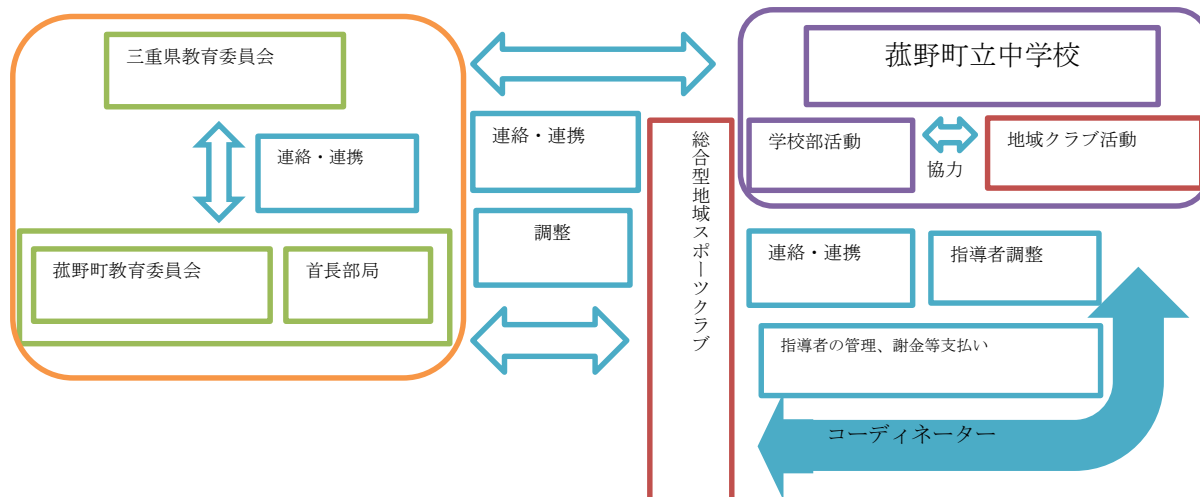 三重県教育委員会
連絡・連携
菰野町教育委員会
首長部局
連絡・連携
調整
総合型地域スポーツクラブ
菰野町立中学校
学校部活動
協力
地域クラブ活動
連絡・連携
指導者調整
指導者の管理、謝金等支払い
コーディネーター